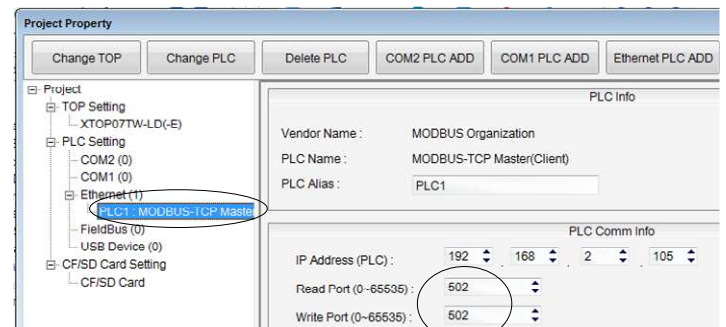 Project Property
Change TOP Change PLC Delete PLC COM2 PLC ADD COM1 PLC ADD Ethernet PLC ADD
Project
TOP Setting
XTOP07TW-LD(-E)
PLC Setting
COM2 (0)
COM1 (0)
Ethernet (1)
PLC1 : MODBUS-TCP Maste
FieldBus (0)
USB Device (0)
CF/SD Card Setting
CF/SD Card
PLC Info
Vendor Name : MODBUS Organization
PLC Name : MODBUS-TCP Master(Client)
PLC Alias : PLC1
PLC Comm Info
IP Address (PLC) : 192 . 168 . 2 . 105
Read Port (0~65535) : 502
Write Port (0~65535) : 502